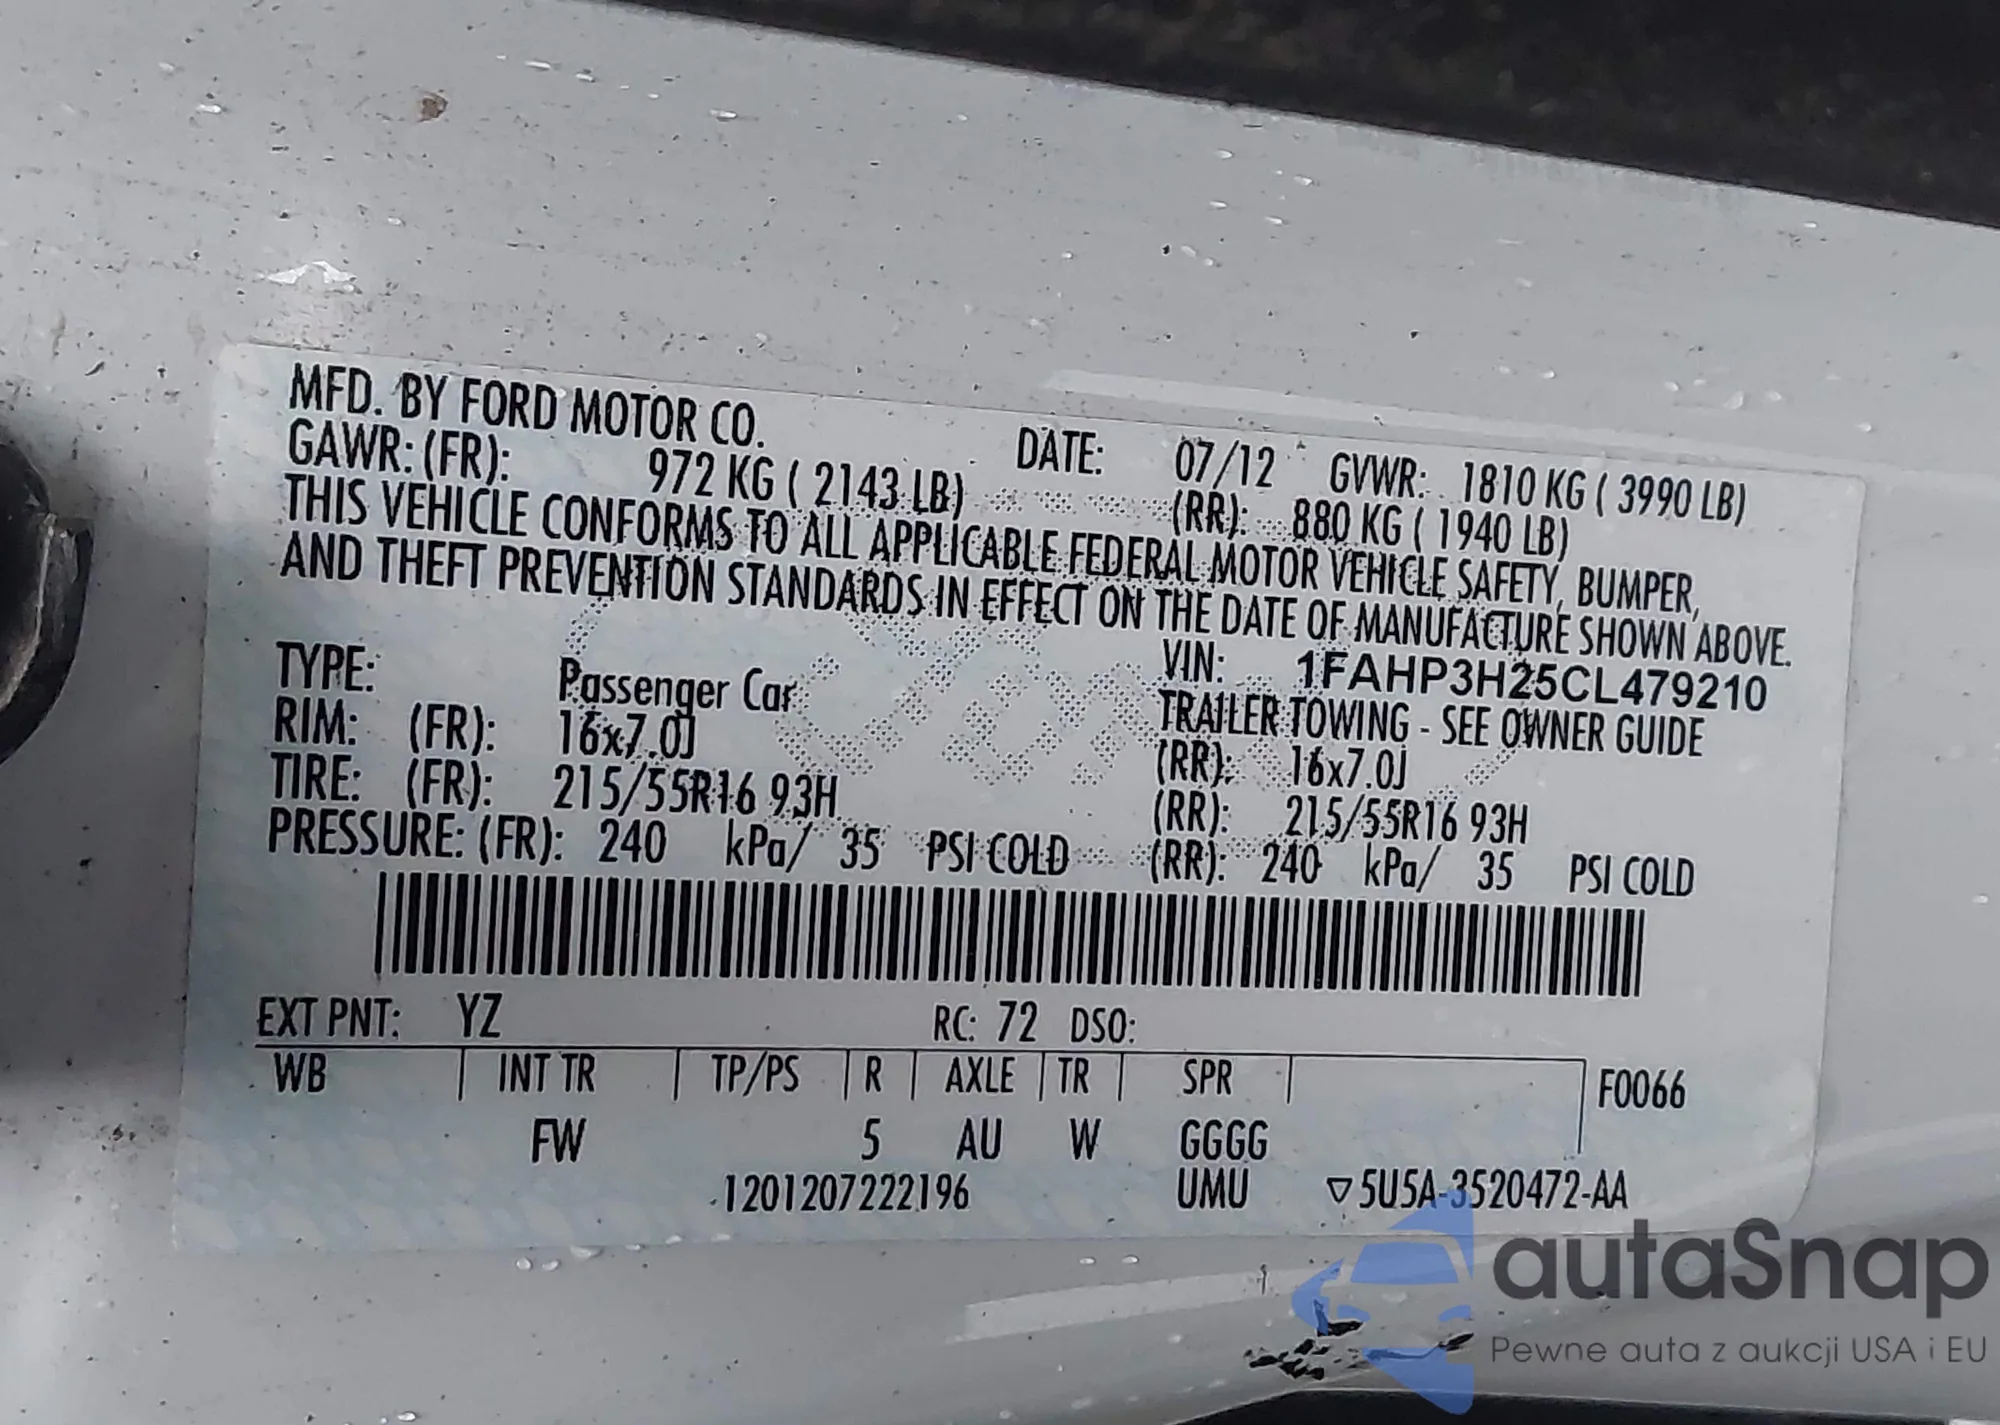 MFD. BY FORD MOTOR CO. DATE: 07/12 GVWR: 1810 KG ( 3990 LB)
GAWR: (FR): 972 KG ( 2143 LB) (RR): 880 KG ( 1940 LB)
THIS VEHICLE CONFORMS TO ALL APPLICABLE FEDERAL MOTOR VEHICLE SAFETY, BUMPER,
AND THEFT PREVENTION STANDARDS IN EFFECT ON THE DATE OF MANUFACTURE SHOWN ABOVE.
VIN: 1FAHP3H25CL479210
TYPE: Passenger Car TRAILER TOWING - SEE OWNER GUIDE
RIM: (FR): 16x7.0J (RR): 16x7.0J
TIRE: (FR): 215/55R16 93H (RR): 215/55R16 93H
PRESSURE: (FR): 240 kPa/ 35 PSI COLD (RR): 240 kPa/ 35 PSI COLD
EXT PNT: YZ RC: 72 DSO:
WB INT TR TP/PS R AXLE TR SPR F0066
FW 5 AU W GGGG
1201207222196 UMU ▽5U5A-3520472-AA
autaSnap
Pewne auta z aukcji USA i EU